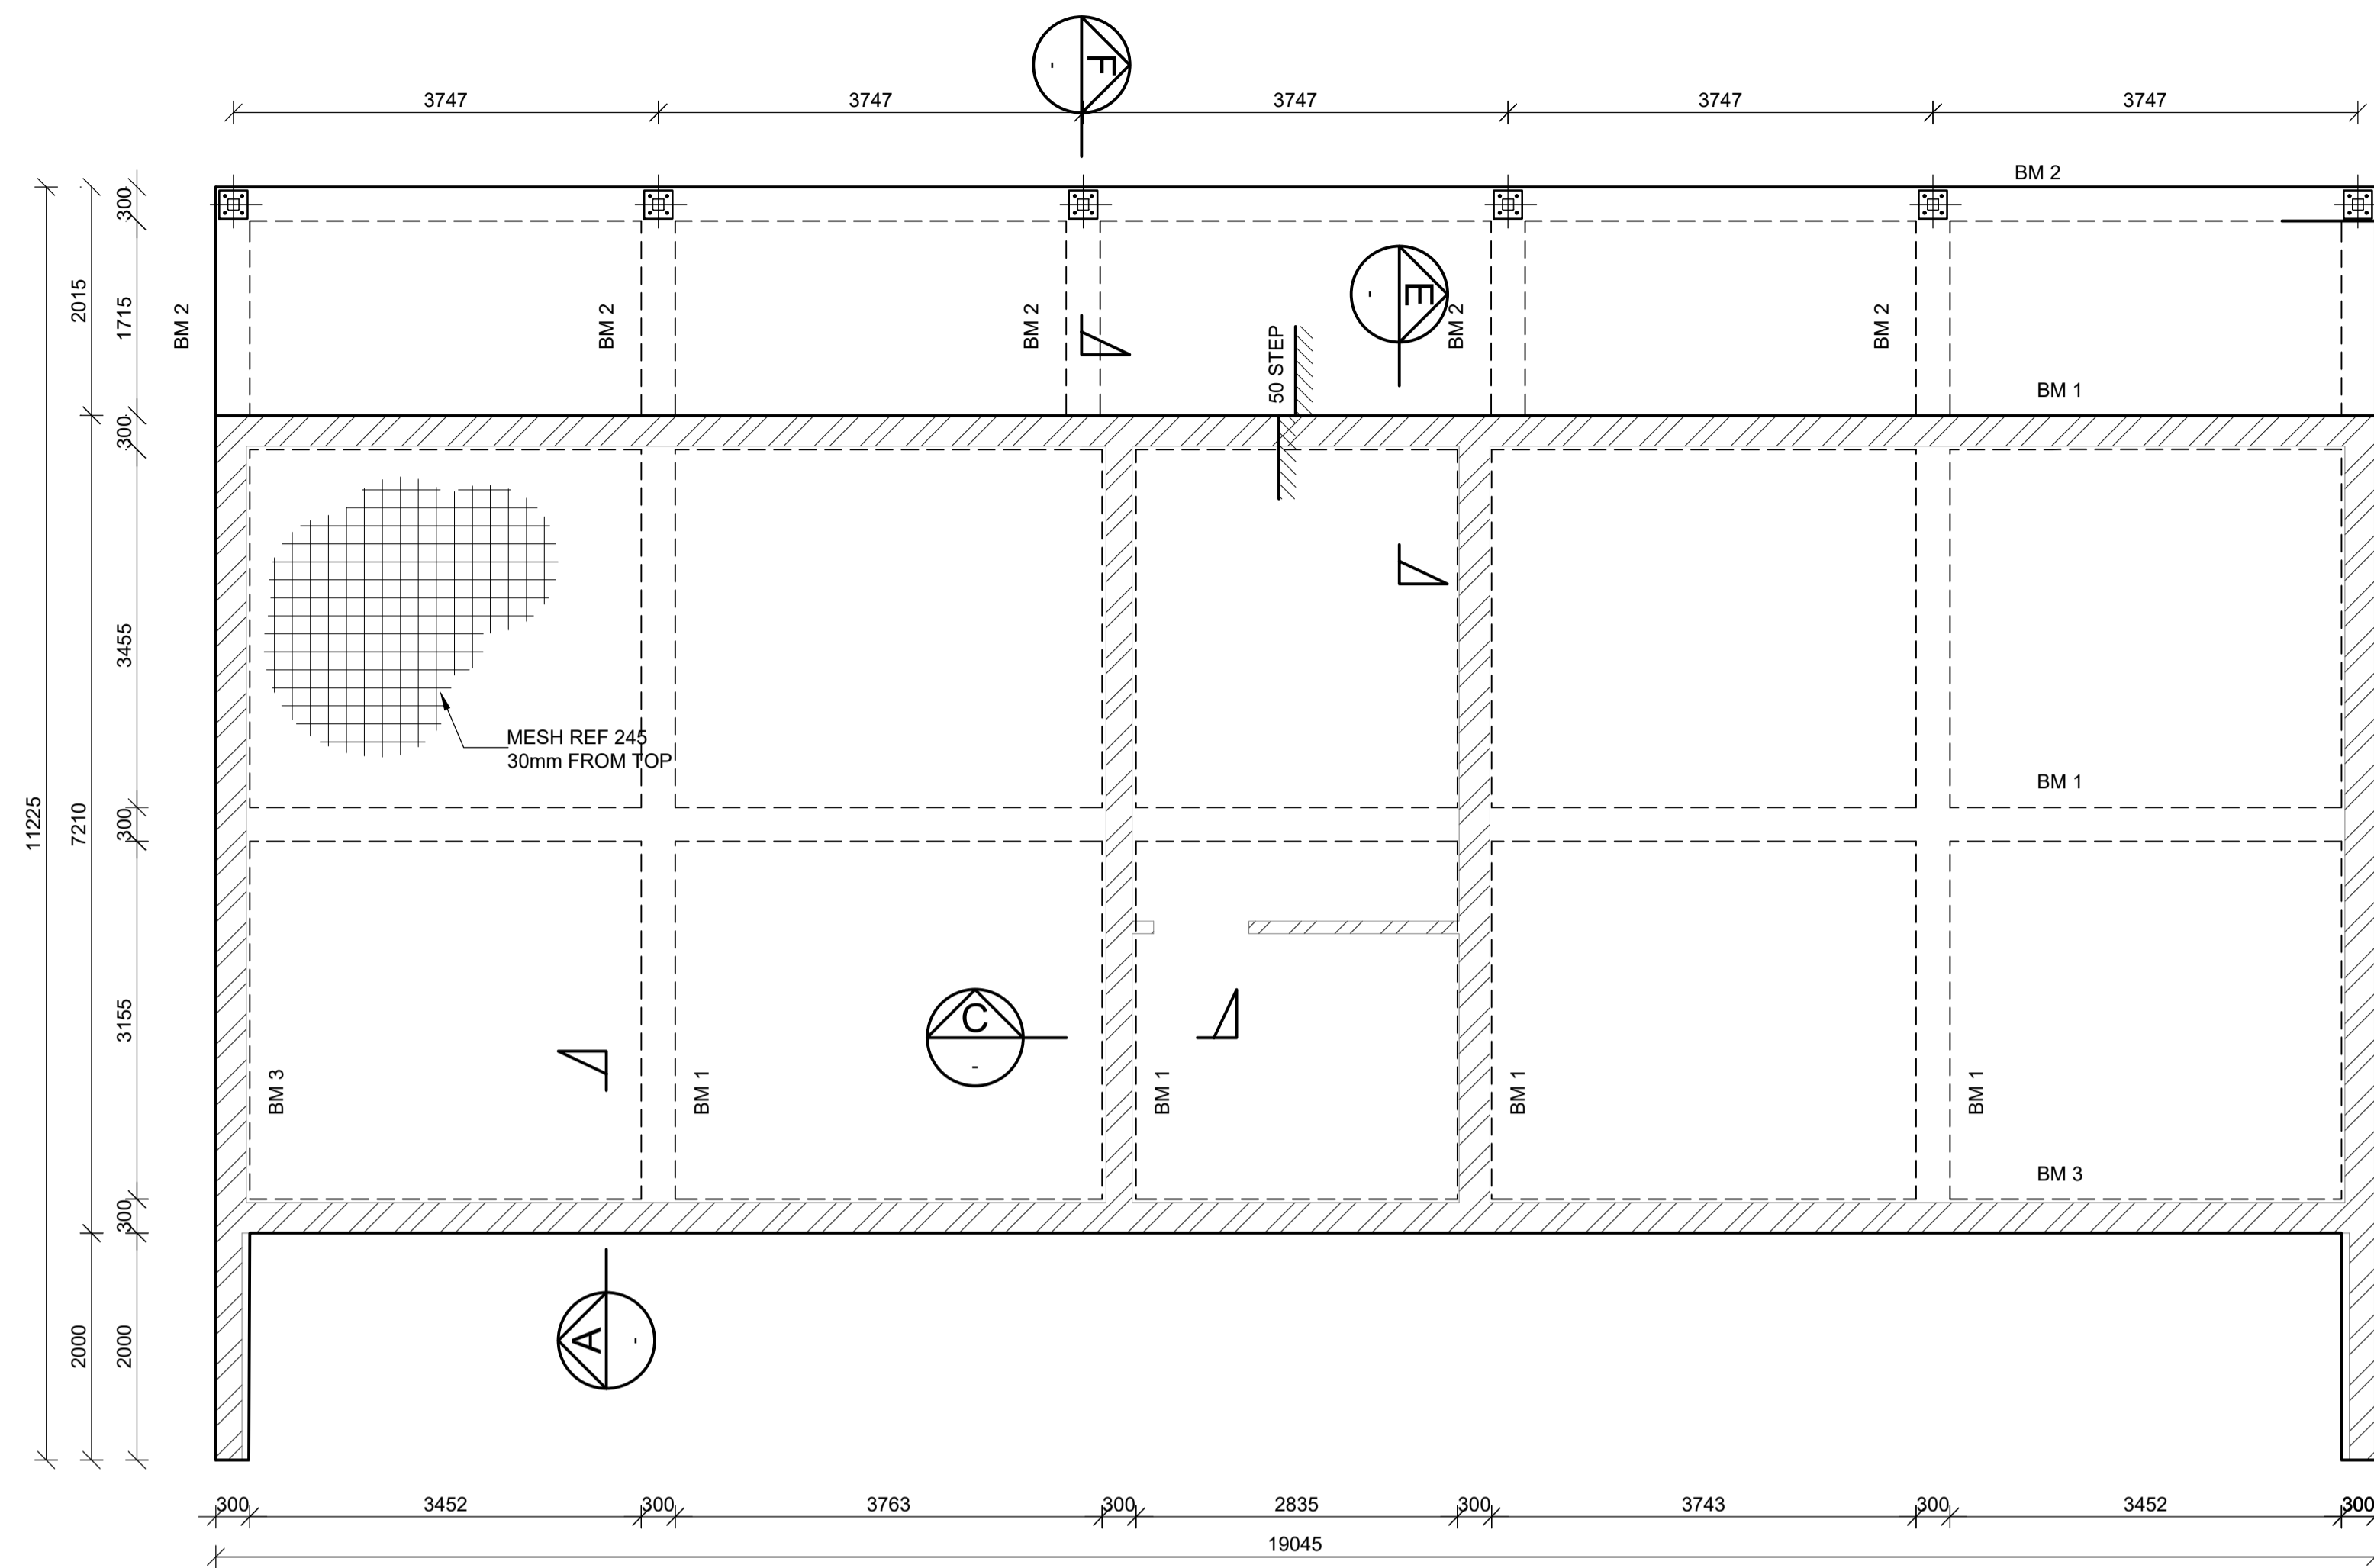 F
-
3747
3747
3747
3747
3747
BM 2
300
2015
1715
BM 2
BM 2
BM 2
E
-
BM 2
BM 2
50 STEP
BM 1
300
3455
MESH REF 245
30mm FROM TOP
BM 1
11225
7210
300
3155
C
-
BM 3
BM 1
BM 1
BM 1
BM 1
BM 3
300
A
-
2000
2000
300
3452
300
3763
300
2835
300
3743
300
3452
300
19045